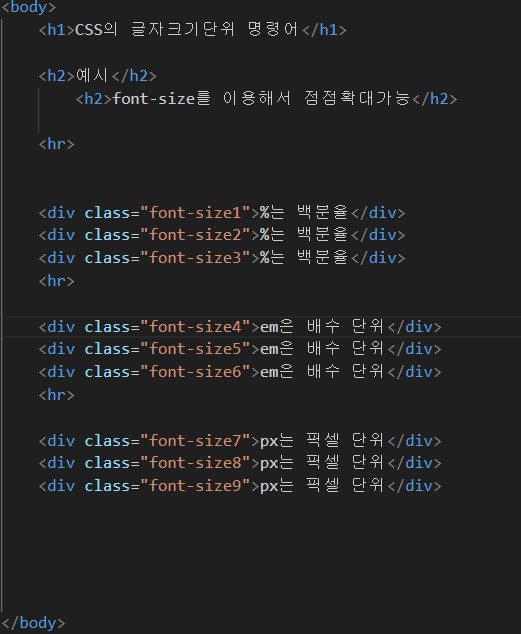 <body>
<h1>CSS의 글자크기단위 명령어</h1>
<h2>예시</h2>
<h2>font-size를 이용해서 점점확대가능</h2>
<hr>
<div class="font-size1">%는 백분율</div>
<div class="font-size2">%는 백분율</div>
<div class="font-size3">%는 백분율</div>
<hr>
<div class="font-size4">em은 배수 단위</div>
<div class="font-size5">em은 배수 단위</div>
<div class="font-size6">em은 배수 단위</div>
<hr>
<div class="font-size7">px는 픽셀 단위</div>
<div class="font-size8">px는 픽셀 단위</div>
<div class="font-size9">px는 픽셀 단위</div>
</body>